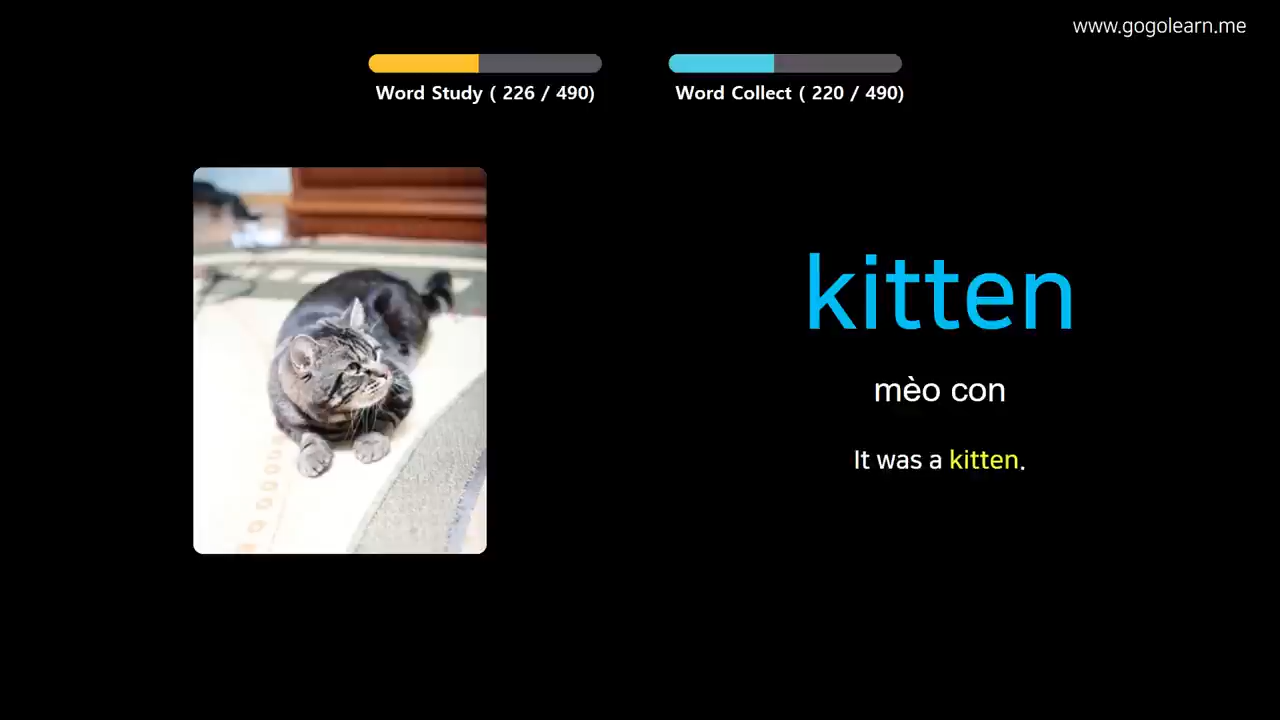 www.gogolearn.me
Word Study ( 226 / 490)
Word Collect ( 220 / 490)
kitten
mèo con
It was a kitten.